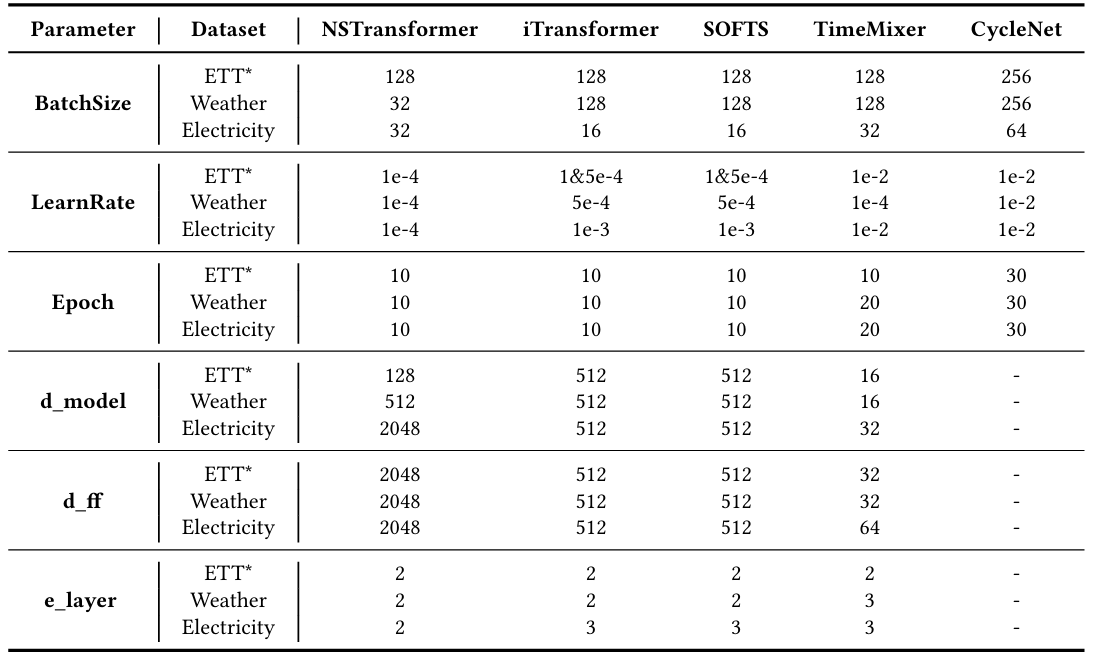 Parameter Dataset NSTransformer iTransformer SOFTS TimeMixer CycleNet
ETT* 128 128 128 128 256
BatchSize Weather 32 128 128 128 256
Electricity 32 16 16 32 64
ETT* 1e-4 1&5e-4 1&5e-4 1e-2 1e-2
LearnRate Weather 1e-4 5e-4 5e-4 1e-4 1e-2
Electricity 1e-4 1e-3 1e-3 1e-2 1e-2
ETT* 10 10 10 10 30
Epoch Weather 10 10 10 20 30
Electricity 10 10 10 20 30
ETT* 128 512 512 16 -
d_model Weather 512 512 512 16 -
Electricity 2048 512 512 32 -
ETT* 2048 512 512 32 -
d_ff Weather 2048 512 512 32 -
Electricity 2048 512 512 64 -
ETT* 2 2 2 2 -
e_layer Weather 2 2 2 3 -
Electricity 2 3 3 3 -